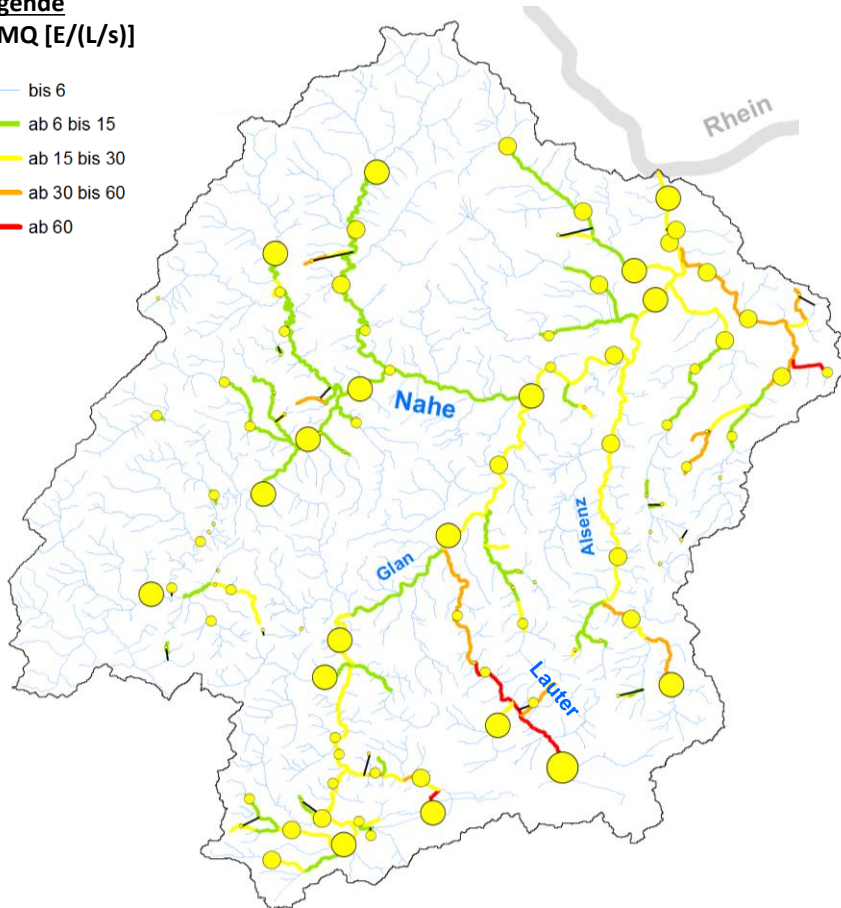 gende
MQ [E/(L/s)]
bis 6
ab 6 bis 15
ab 15 bis 30
ab 30 bis 60
ab 60
Rhein
Nahe
Alsenz
Glan
Lauter